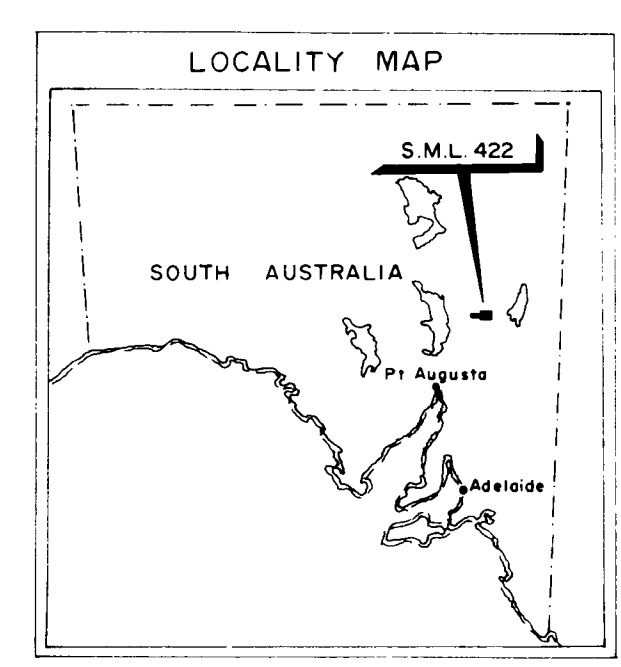 LOCALITY MAP
S.M.L. 422
SOUTH AUSTRALIA
Pt Augusta
Adelaide